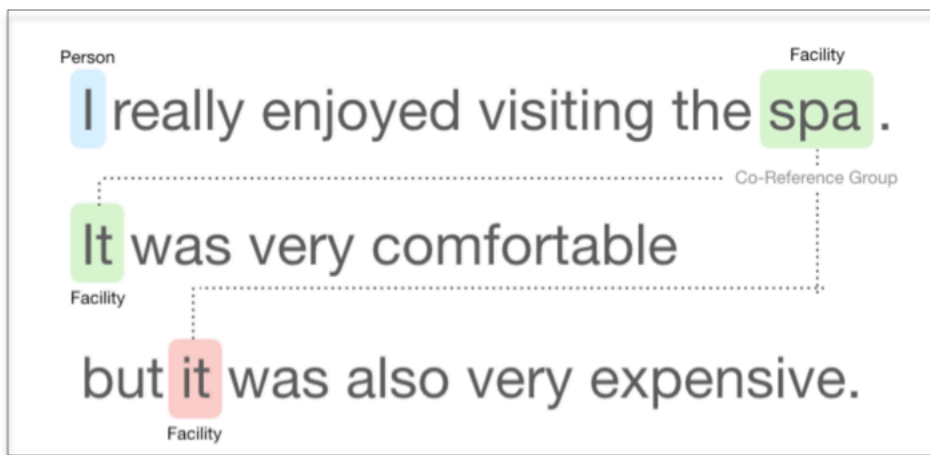 Person
Facility
I really enjoyed visiting the spa .
Co-Reference Group
It was very comfortable
Facility
but it was also very expensive.
Facility